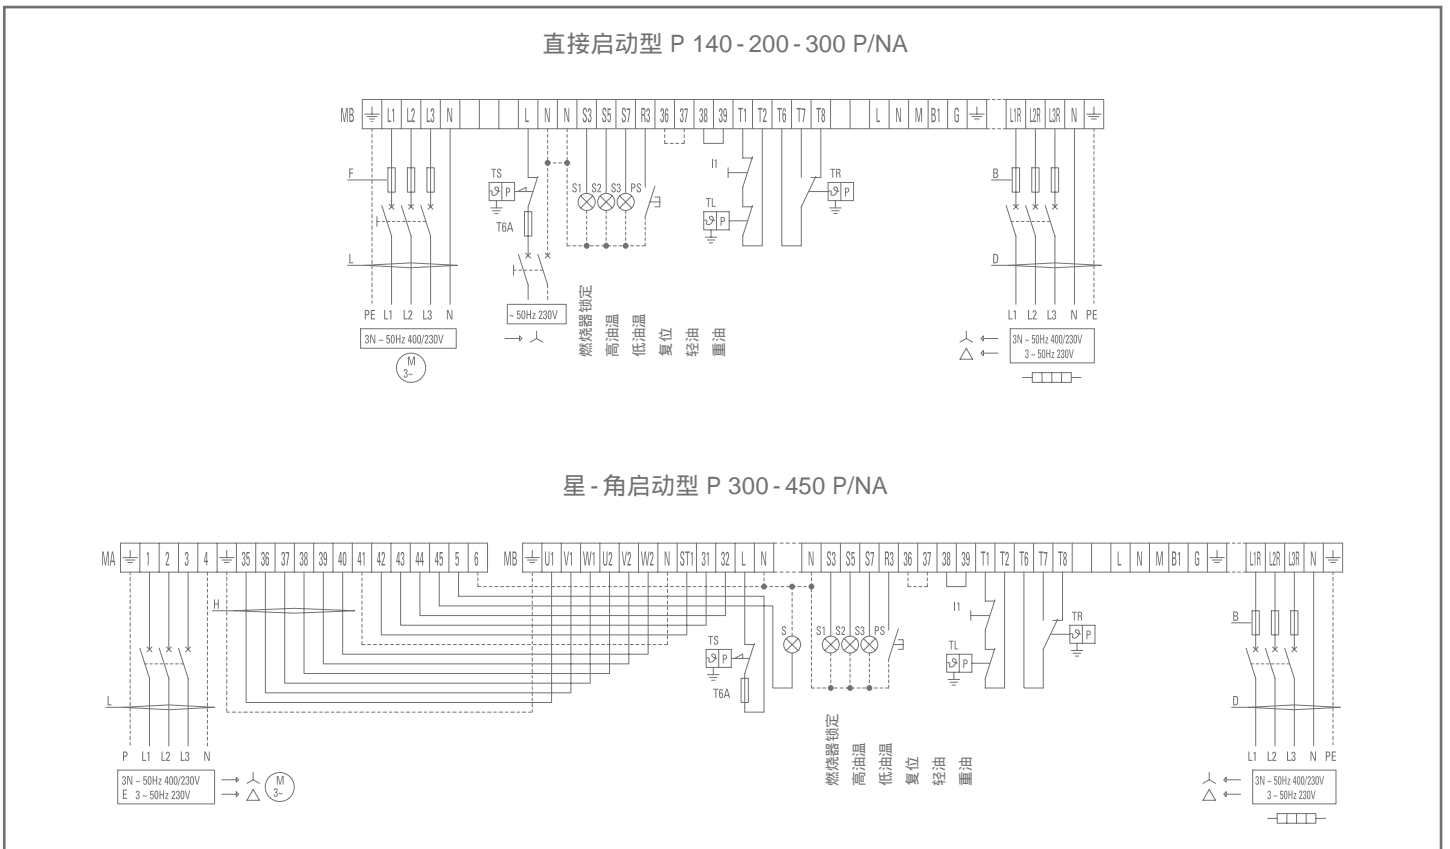 直接启动型 P 140 - 200 - 300 P/NA
MB L1 L2 L3 N L N N S3 S5 S7 R3 36 37 38 39 T1 T2 T6 T7 T8 L N M B1 G L1R L2R L3R N
F TS S1 S2 S3 PS I1 TR B
ϑ P ϑ P
TL
T6A ϑ P
L D
PE L1 L2 L3 N ~ 50Hz 230V L1 L2 L3 N PE
3N ~ 50Hz 400/230V 3N ~ 50Hz 400/230V
3 ~ 50Hz 230V
M
3~
燃烧器锁定
高油温
低油温
复位
轻油
重油
星 - 角启动型 P 300 - 450 P/NA
MA 1 2 3 4 35 36 37 38 39 40 41 42 43 44 45 5 6 MB U1 V1 W1 U2 V2 W2 N ST1 31 32 L N N S3 S5 S7 R3 36 37 38 39 T1 T2 T6 T7 T8 L N M B1 G L1R L2R L3R N
H I1 TR B
TS S S1 S2 S3 PS ϑ P
ϑ P TL
T6A ϑ P
L D
P L1 L2 L3 N L1 L2 L3 N PE
3N ~ 50Hz 400/230V M 3N ~ 50Hz 400/230V
E 3 ~ 50Hz 230V 3~ 3 ~ 50Hz 230V
燃烧器锁定
高油温
低油温
复位
轻油
重油